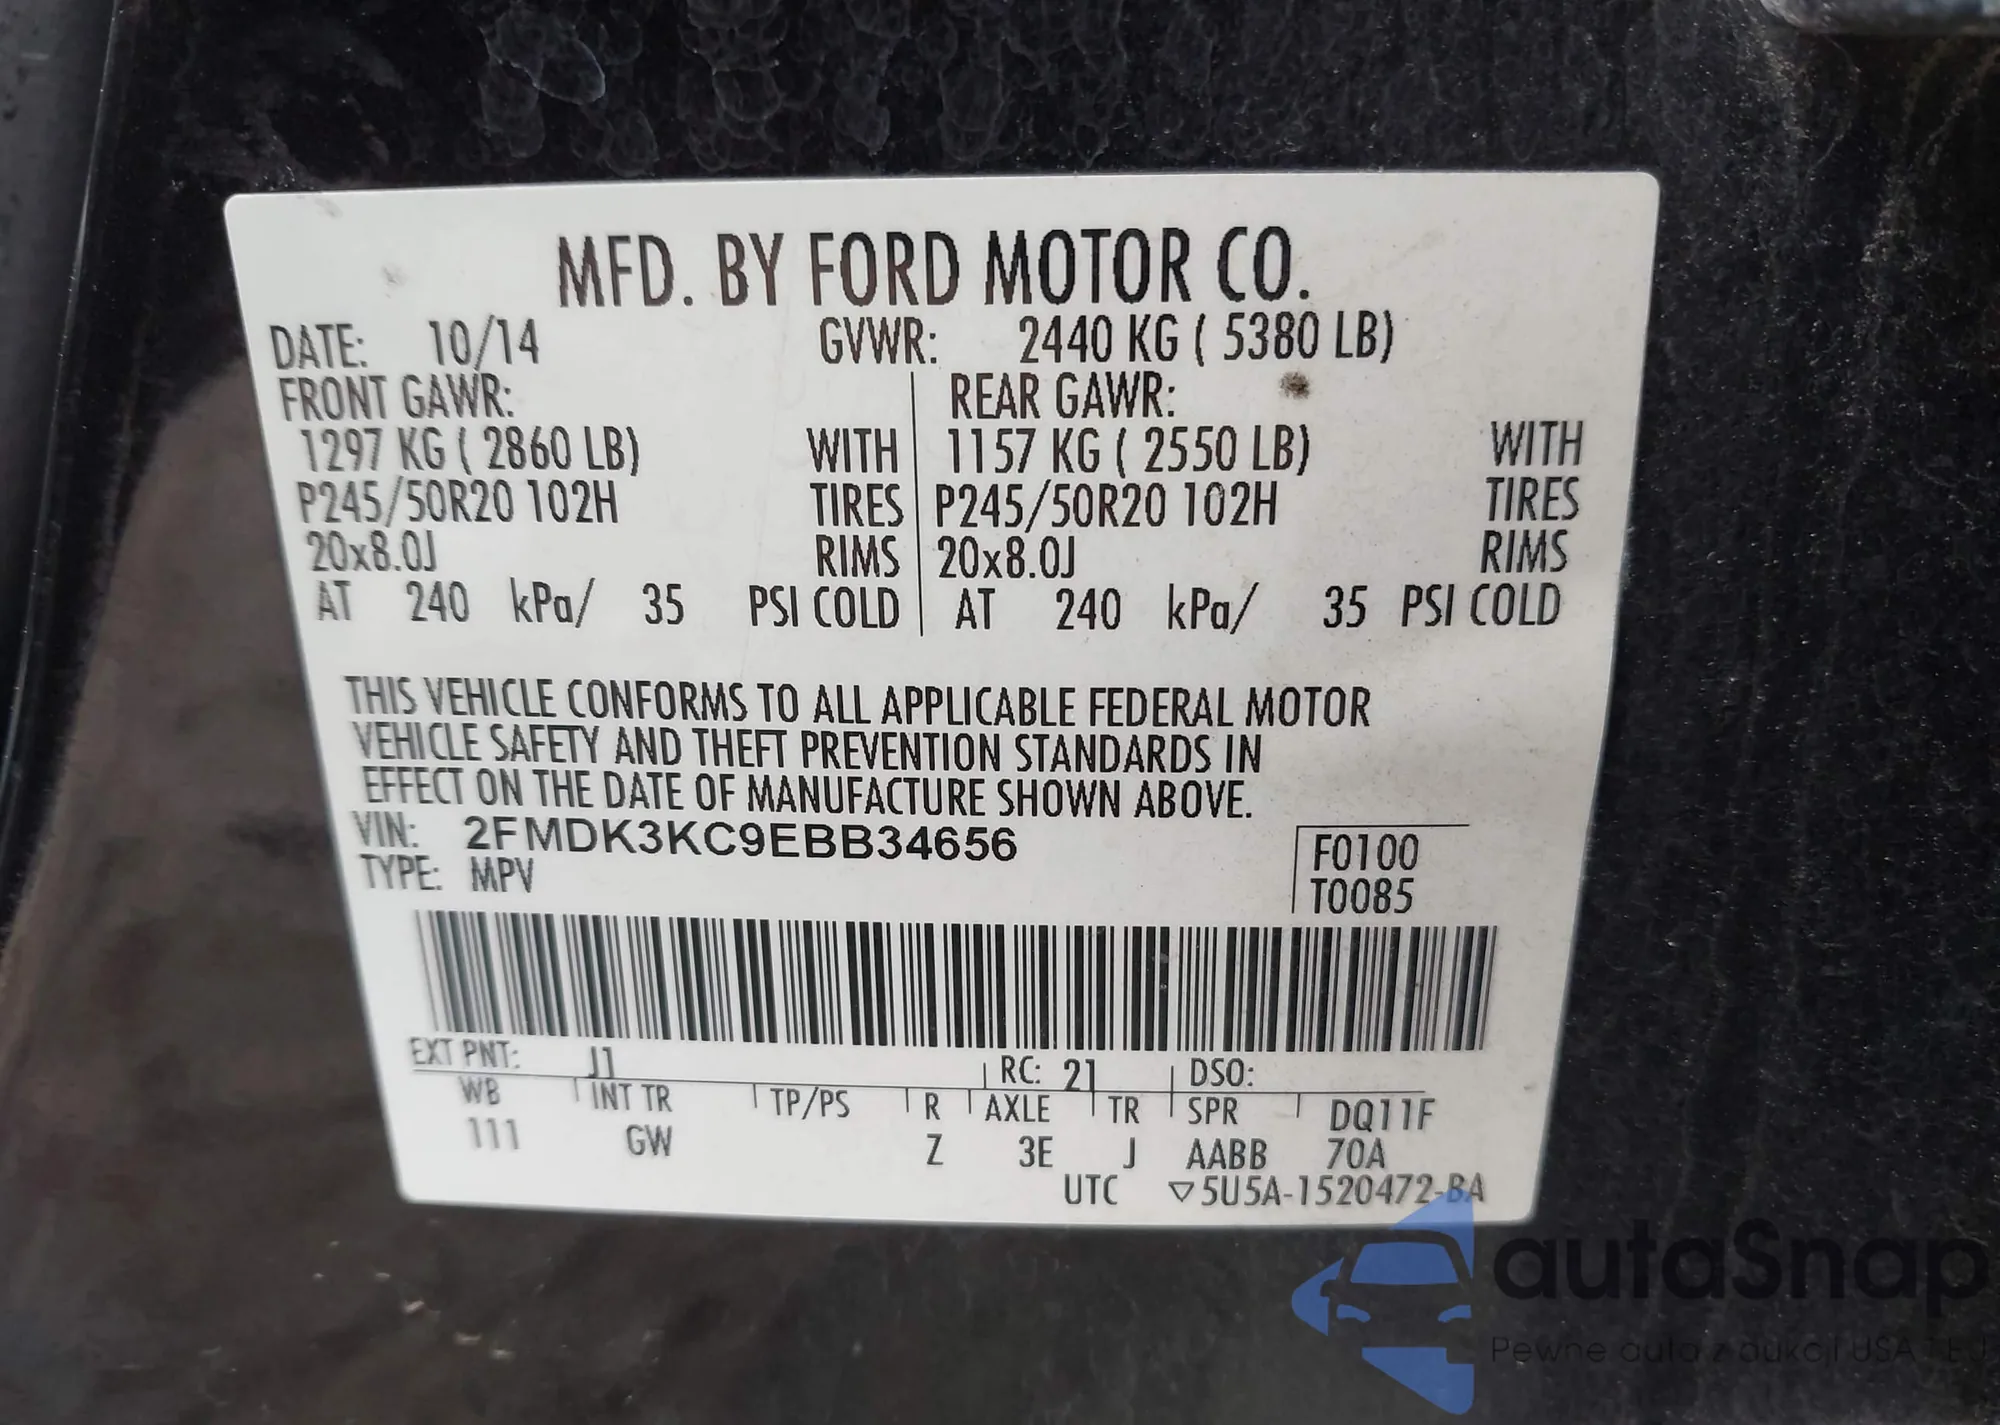 MFD. BY FORD MOTOR CO.
DATE: 10/14 GVWR: 2440 KG ( 5380 LB)
FRONT GAWR: REAR GAWR:
1297 KG ( 2860 LB) WITH 1157 KG ( 2550 LB) WITH
P245/50R20 102H TIRES P245/50R20 102H TIRES
20x8.0J RIMS 20x8.0J RIMS
AT 240 kPa/ 35 PSI COLD AT 240 kPa/ 35 PSI COLD
THIS VEHICLE CONFORMS TO ALL APPLICABLE FEDERAL MOTOR
VEHICLE SAFETY AND THEFT PREVENTION STANDARDS IN
EFFECT ON THE DATE OF MANUFACTURE SHOWN ABOVE.
VIN: 2FMDK3KC9EBB34656 F0100
TYPE: MPV T0085
EXT PNT: J1 RC: 21 DSO:
WB INT TR TP/PS R AXLE TR SPR DQ11F
111 GW Z 3E J AABB 70A
UTC ▽5U5A-1520472-BA
autaSnap
Pewne auta z aukcji USA i EU